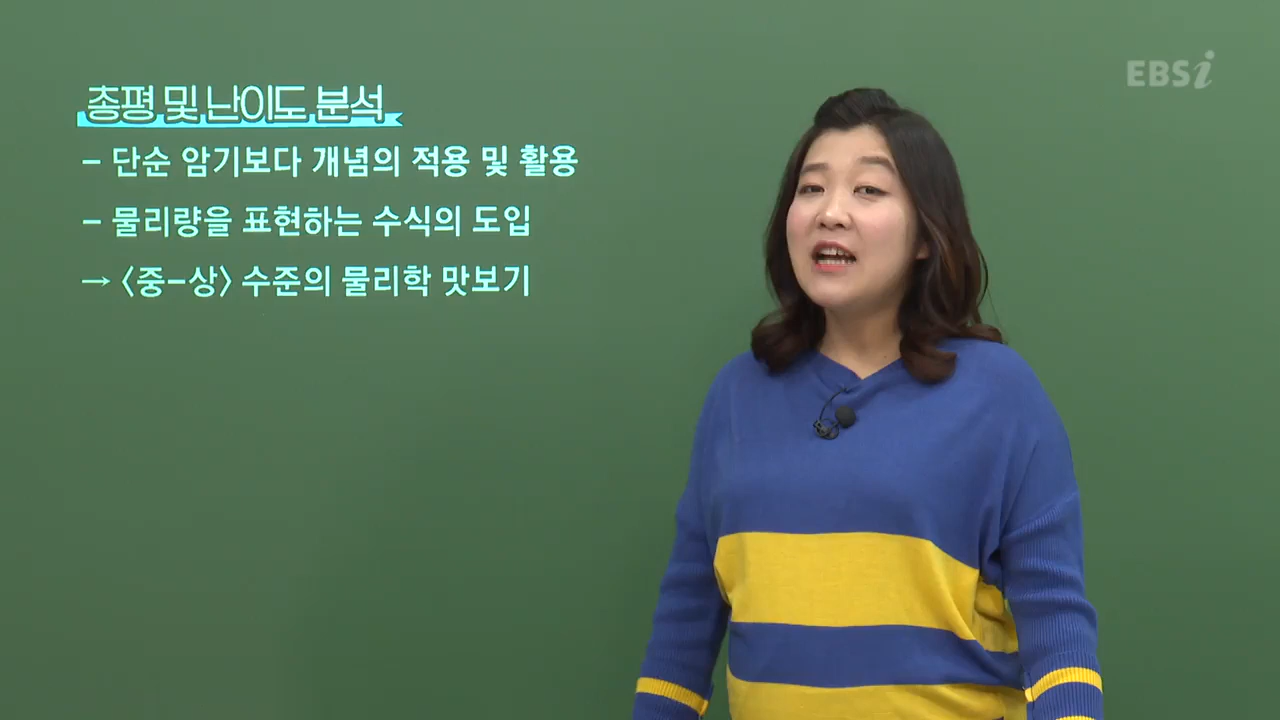 EBSi
총평 및 난이도 분석
- 단순 암기보다 개념의 적용 및 활용
- 물리량을 표현하는 수식의 도입
→ <중-상> 수준의 물리학 맛보기